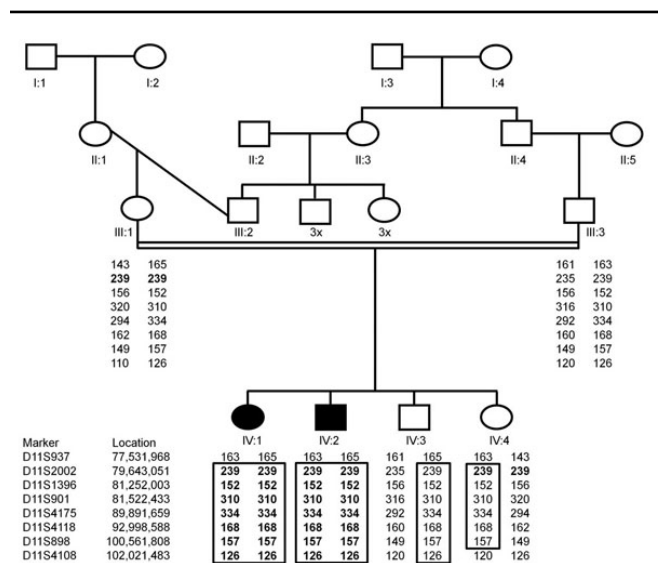 I:1 I:2 I:3 I:4
II:1 II:2 II:3 II:4 II:5
III:1 III:2 3x 3x III:3
143 165 161 163
239 239 235 239
156 152 156 152
320 310 316 310
294 334 292 334
162 168 160 168
149 157 149 157
110 126 120 126
Marker Location IV:1 IV:2 IV:3 IV:4
D11S937 77,531,968 163 165 163 165 161 165 163 143
D11S2002 79,643,051 239 239 239 239 235 239 239 239
D11S1396 81,252,003 152 152 152 152 156 152 152 156
D11S901 81,522,433 310 310 310 310 316 310 310 320
D11S4175 89,891,659 334 334 334 334 292 334 334 294
D11S4118 92,998,588 168 168 168 168 160 168 168 162
D11S898 100,561,808 157 157 157 157 149 157 157 149
D11S4108 102,021,483 126 126 126 126 120 126 120 126